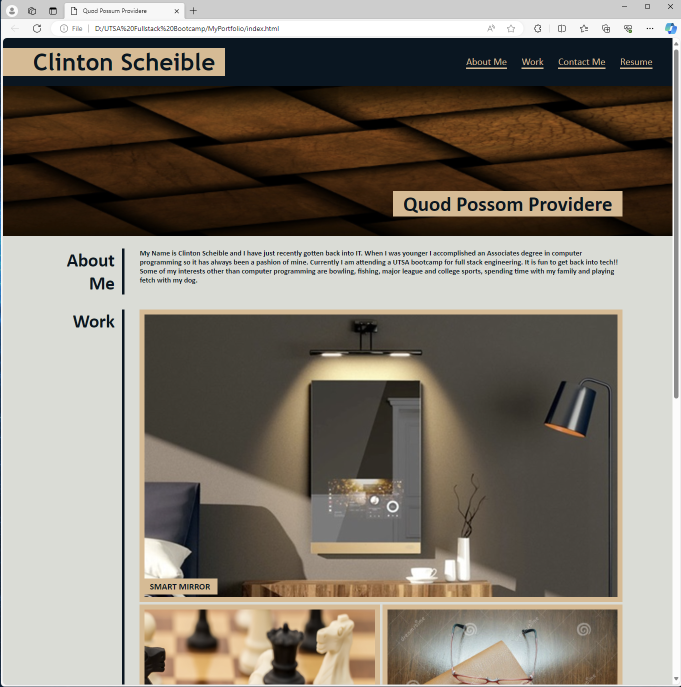 Quod Possum Providere
File
D:/UTSA%20Fullstack%20Bootcamp/MyPortfolio/index.html
Clinton Scheible
About Me
Work
Contact Me
Resume
Quod Possom Providere
About
Me
My Name is Clinton Scheible and I have just recently gotten back into IT. When I was younger I accomplished an Associates degree in computer
programming so it has always been a pashion of mine. Currently I am attending a UTSA bootcamp for full stack engineering. It is fun to get back into tech!!
Some of my interests other than computer programming are bowling, fishing, major league and college sports, spending time with my family and playing
fetch with my dog.
Work
SMART MIRROR